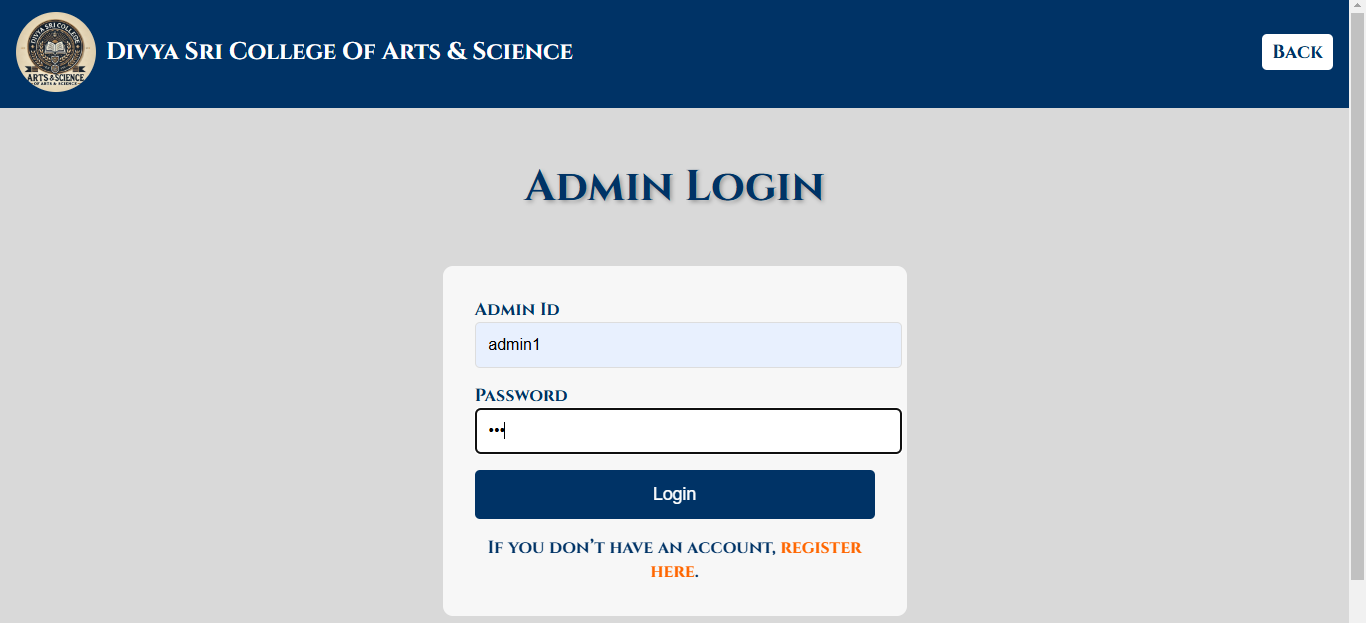 DIVYA SRI COLLEGE
ARTS & SCIENCE
OF ARTS & SCIENCE
Divya Sri College Of Arts & Science
Back
Admin Login
Admin Id
admin1
Password
•••
Login
If you don’t have an account, register
here.